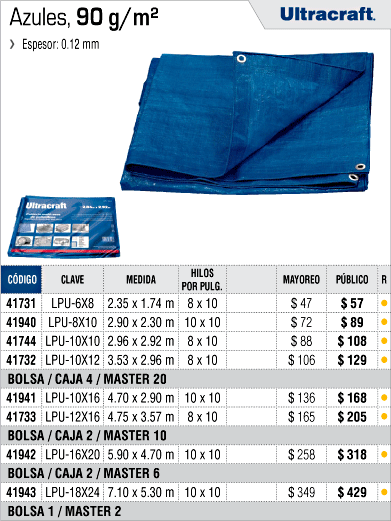 Azules, 90 g/m²
Ultracraft.
Espesor: 0.12 mm
Ultracraft
CÓDIGO CLAVE MEDIDA HILOS POR PULG. MAYOREO PÚBLICO R
41731 LPU-6X8 2.35 x 1.74 m 8 x 10 $ 47 $ 57
41940 LPU-8X10 2.90 x 2.30 m 10 x 10 $ 72 $ 89
41744 LPU-10X10 2.96 x 2.92 m 8 x 10 $ 88 $ 108
41732 LPU-10X12 3.53 x 2.96 m 8 x 10 $ 106 $ 129
BOLSA / CAJA 4 / MASTER 20
41941 LPU-10X16 4.70 x 2.90 m 10 x 10 $ 136 $ 168
41733 LPU-12X16 4.75 x 3.57 m 8 x 10 $ 165 $ 205
BOLSA / CAJA 2 / MASTER 10
41942 LPU-16X20 5.90 x 4.70 m 10 x 10 $ 258 $ 318
BOLSA / CAJA 2 / MASTER 6
41943 LPU-18X24 7.10 x 5.30 m 10 x 10 $ 349 $ 429
BOLSA 1 / MASTER 2